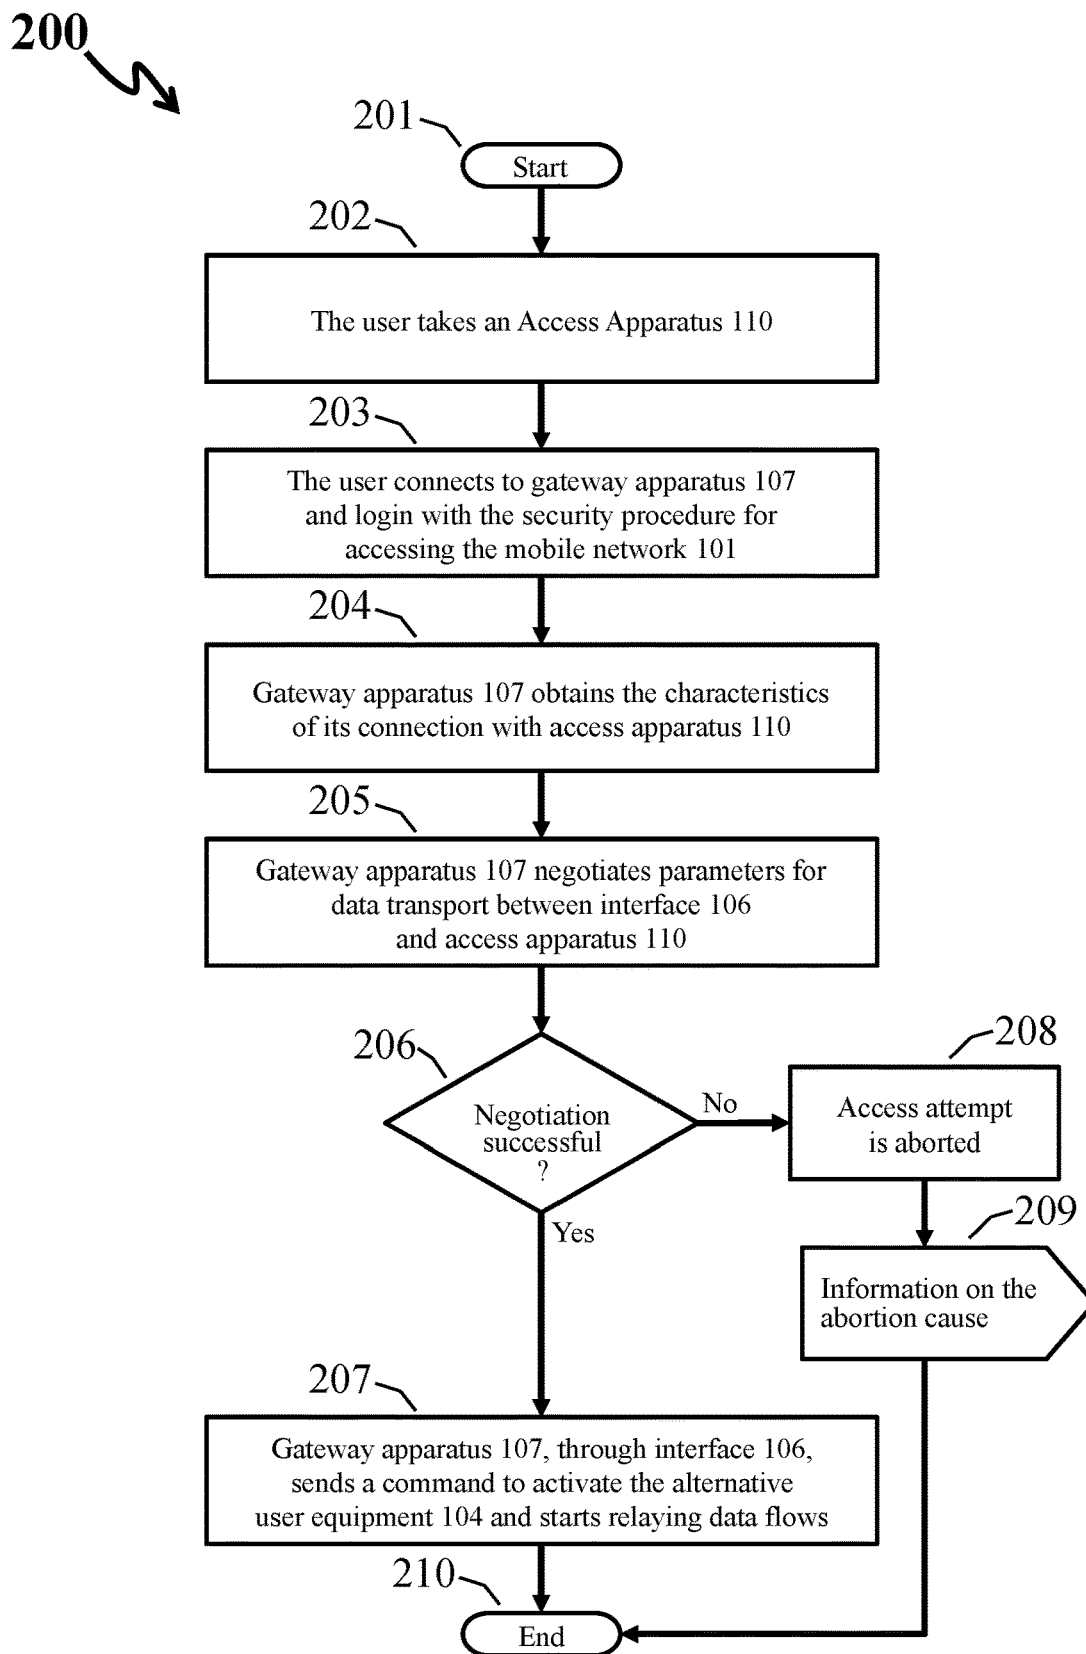 200
201
Start
202
The user takes an Access Apparatus 110
203
The user connects to gateway apparatus 107
and login with the security procedure for
accessing the mobile network 101
204
Gateway apparatus 107 obtains the characteristics
of its connection with access apparatus 110
205
Gateway apparatus 107 negotiates parameters for
data transport between interface 106
and access apparatus 110
206
Negotiation
successful
?
No
208
Access attempt
is aborted
209
Information on the
abortion cause
Yes
207
Gateway apparatus 107, through interface 106,
sends a command to activate the alternative
user equipment 104 and starts relaying data flows
210
End